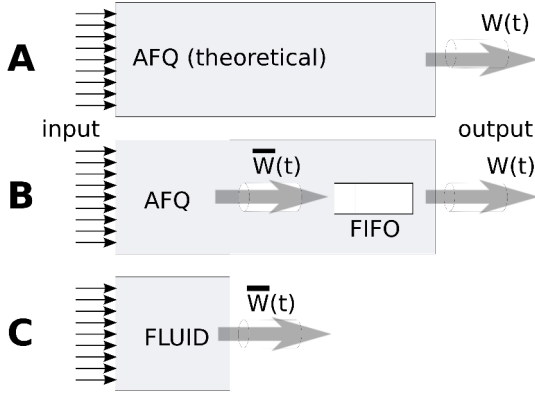 W(t)
A
AFQ (theoretical)
input
output
W̅(t)
W(t)
B
AFQ
FIFO
W̅(t)
C
FLUID